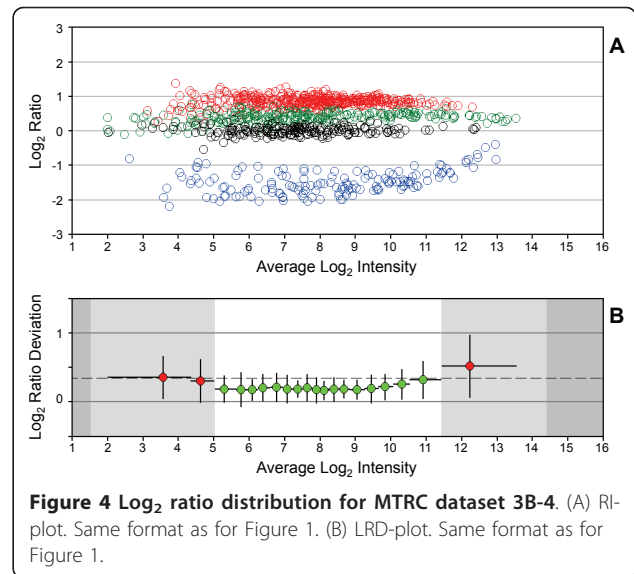 A
3
2
1
0
-1
-2
-3
Log₂ Ratio
1 2 3 4 5 6 7 8 9 10 11 12 13 14 15 16
Average Log₂ Intensity
B
1
0
Log₂ Ratio Deviation
1 2 3 4 5 6 7 8 9 10 11 12 13 14 15 16
Average Log₂ Intensity
Figure 4 Log₂ ratio distribution for MTRC dataset 3B-4. (A) RI-
plot. Same format as for Figure 1. (B) LRD-plot. Same format as for
Figure 1.